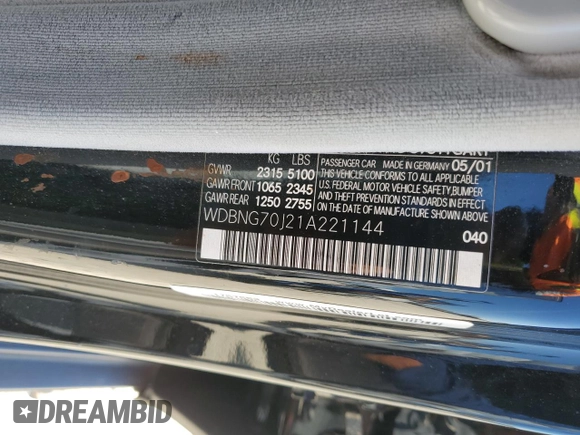 KG LBS
GVWR 2315 5100
GAWR FRONT 1065 2345
GAWR REAR 1250 2755
PASSENGER CAR MADE IN GERMANY 05/01
THIS VEHICLE CONFORMS TO ALL APPLICABLE
U.S. FEDERAL MOTOR VEHICLE SAFETY, BUMPER
AND THEFT PREVENTION STANDARDS IN EFFECT
ON THE DATE OF MANUFACTURE SHOWN ABOVE
WDBNG70J21A221144
040
DREAMBID